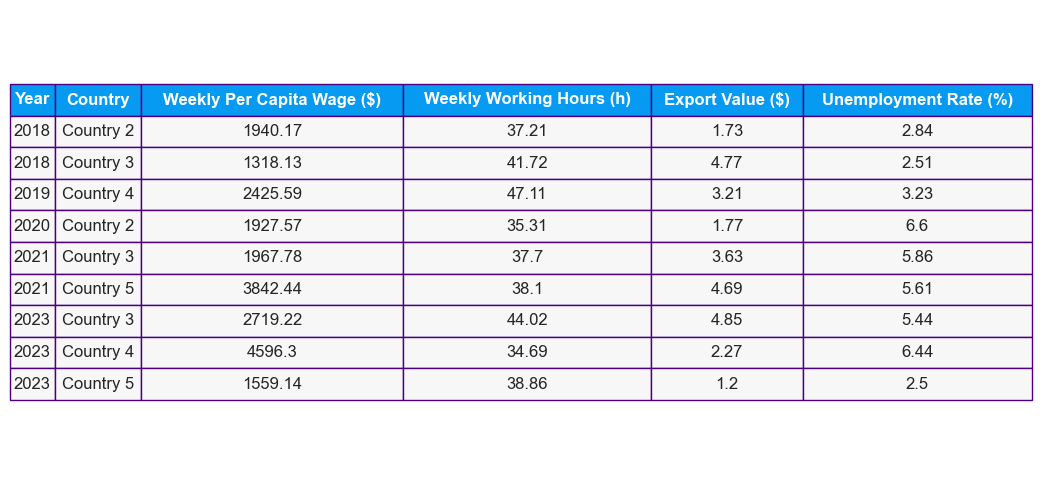 Year Country Weekly Per Capita Wage ($) Weekly Working Hours (h) Export Value ($) Unemployment Rate (%)
2018 Country 2 1940.17 37.21 1.73 2.84
2018 Country 3 1318.13 41.72 4.77 2.51
2019 Country 4 2425.59 47.11 3.21 3.23
2020 Country 2 1927.57 35.31 1.77 6.6
2021 Country 3 1967.78 37.7 3.63 5.86
2021 Country 5 3842.44 38.1 4.69 5.61
2023 Country 3 2719.22 44.02 4.85 5.44
2023 Country 4 4596.3 34.69 2.27 6.44
2023 Country 5 1559.14 38.86 1.2 2.5